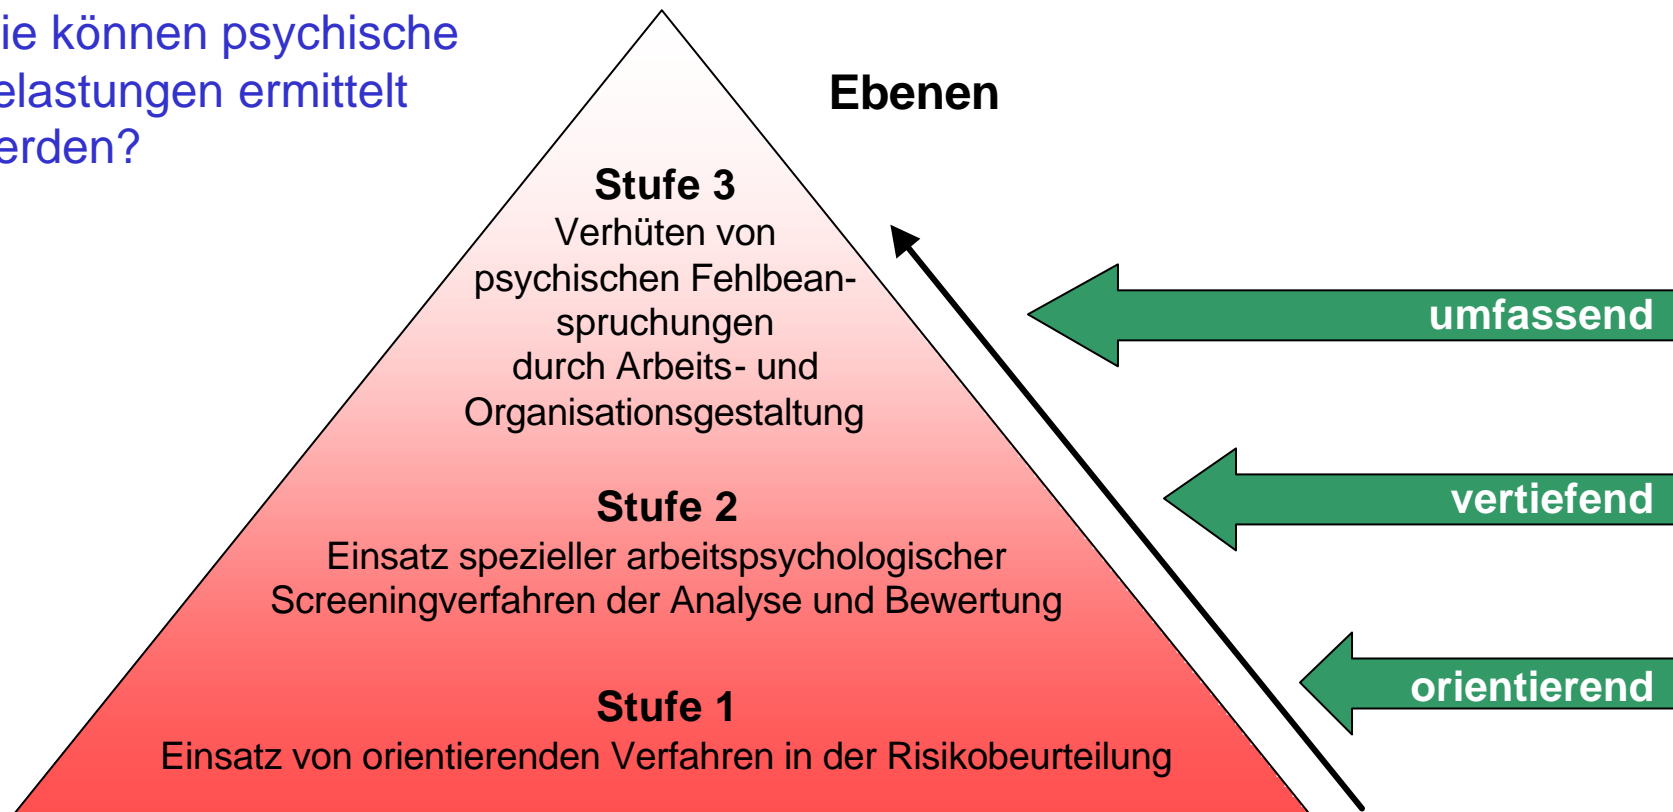 ie können psychische
elastungen ermittelt
erden?
Ebenen
Stufe 3
Verhüten von
psychischen Fehlbean-
spruchungen
durch Arbeits- und
Organisationsgestaltung
umfassend
Stufe 2
Einsatz spezieller arbeitspsychologischer
Screeningverfahren der Analyse und Bewertung
vertiefend
Stufe 1
Einsatz von orientierenden Verfahren in der Risikobeurteilung
orientierend